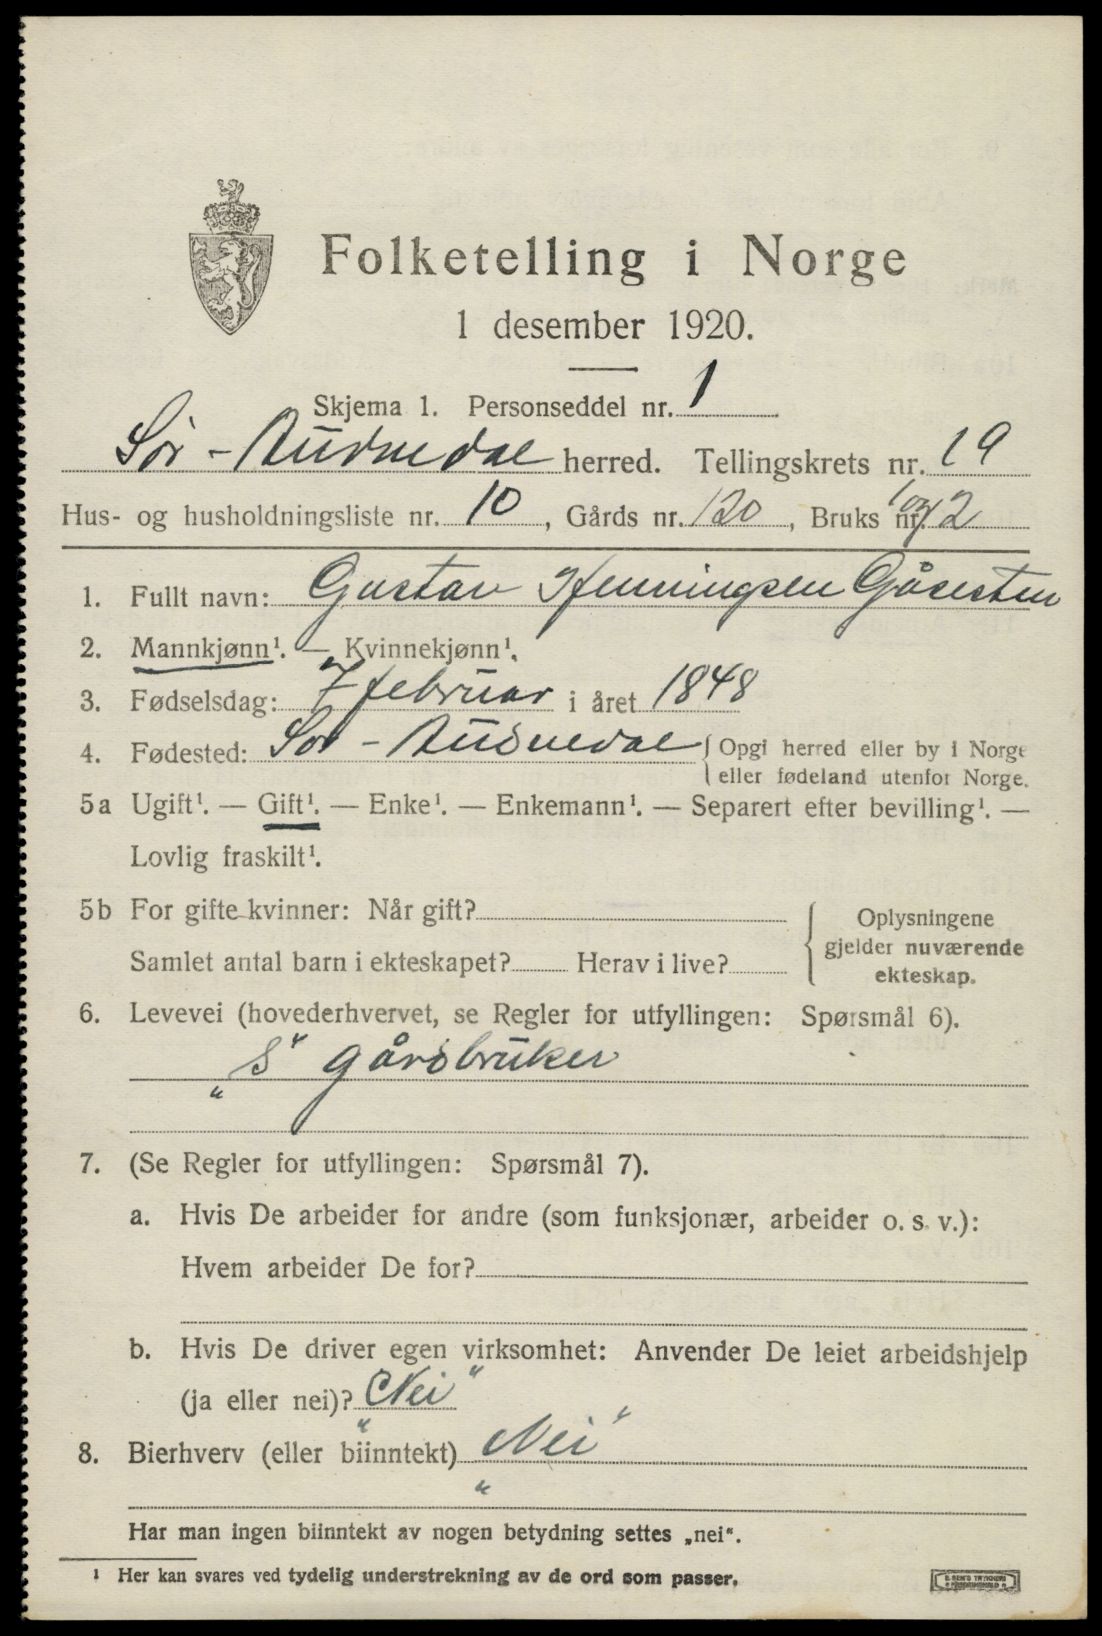 Folketelling i Norge
1 desember 1920.
Skjema 1. Personseddel nr. 1
Sør-Audnedal herred. Tellingskrets nr. 19
Hus- og husholdningsliste nr. 10, Gårds nr. 120, Bruks nr. 1 og 2
1. Fullt navn: Gustav Henningsen Gåsesten
2. Mannkjønn¹. — Kvinnekjønn¹.
3. Fødselsdag: 7 februar i året 1848
4. Fødested: Sør-Audnedal {Opgi herred eller by i Norge
eller fødeland utenfor Norge.
5a Ugift¹. — Gift¹. — Enke¹. — Enkemann¹. — Separert efter bevilling¹. —
Lovlig fraskilt¹.
5b For gifte kvinner: Når gift?
Samlet antal barn i ekteskapet? Herav i live?
{ Oplysningene
gjelder nuværende
ekteskap.
6. Levevei (hovederhvervet, se Regler for utfyllingen: Spørsmål 6).
„S“ gårdbruker
7. (Se Regler for utfyllingen: Spørsmål 7).
a. Hvis De arbeider for andre (som funksjonær, arbeider o. s. v.):
Hvem arbeider De for?
b. Hvis De driver egen virksomhet: Anvender De leiet arbeidshjelp
(ja eller nei)? „Nei“
8. Bierhverv (eller biinntekt) „Nei“
Har man ingen biinntekt av nogen betydning settes „nei“.
¹ Her kan svares ved tydelig understrekning av de ord som passer.